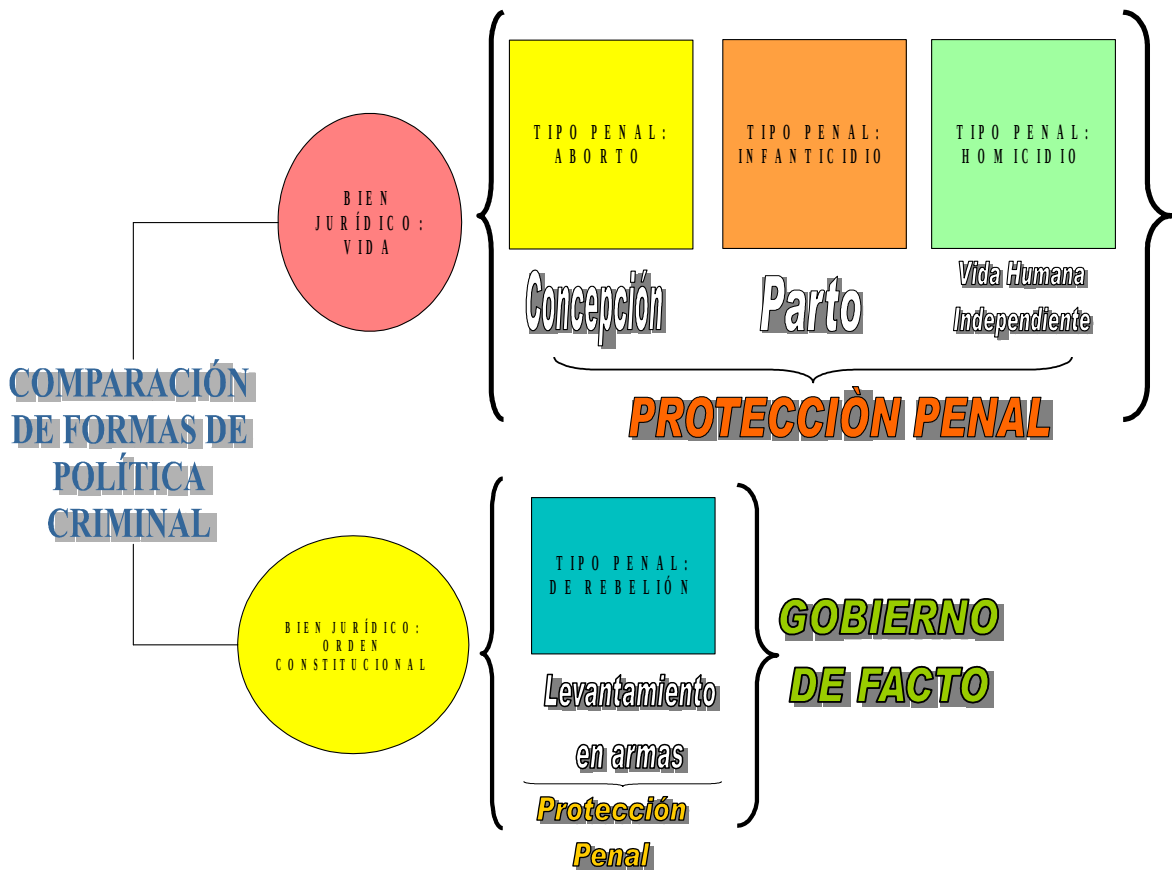 COMPARACIÓN
DE FORMAS DE
POLÍTICA
CRIMINAL
BIEN
JURÍDICO:
VIDA
TIPO PENAL:
ABORTO
Concepción
TIPO PENAL:
INFANTICIDIO
Parto
TIPO PENAL:
HOMICIDIO
Vida Humana
Independiente
PROTECCIÒN PENAL
BIEN JURÍDICO:
ORDEN
CONSTITUCIONAL
TIPO PENAL:
DE REBELIÓN
Levantamiento
en armas
Protección
Penal
GOBIERNO
DE FACTO